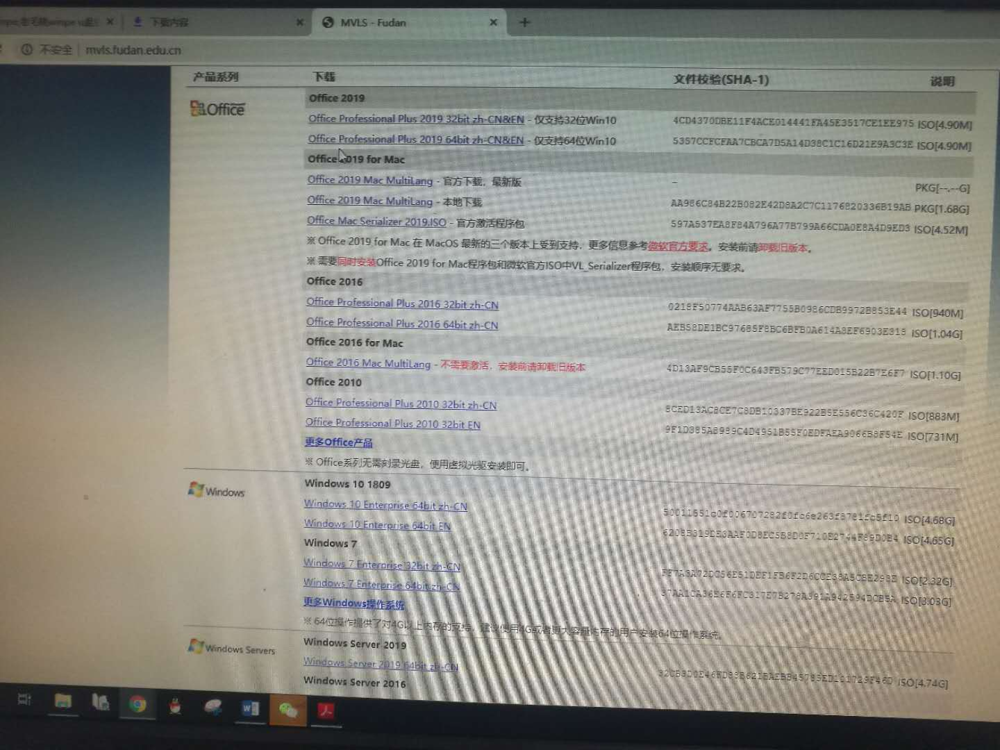 下载内容
MVLS - Fudan
不安全 mvls.fudan.edu.cn
产品系列 下载 文件校验(SHA-1) 说明
Office
Office 2019
Office Professional Plus 2019 32bit zh-CN&EN - 仅支持32位Win10 4CD4370DBE11F4ACE014441FA45E3517CE1EE975 ISO[4.90M]
Office Professional Plus 2019 64bit zh-CN&EN - 仅支持64位Win10 5357CCFCFAA7CBCA7D5A14D38C1C16D21E9A3C3E ISO[4.90M]
Office 2019 for Mac
Office 2019 Mac MultiLang - 官方下载，最新版 – PKG[--.--G]
Office 2019 Mac MultiLang - 本地下载 AA986C84B22B082E42D8A2C7C1176820336B19AB PKG[1.68G]
Office Mac Serializer 2019.ISO - 官方激活程序包 597A537EA8F84A796A77B799A66CDA0E8A4D9ED3 ISO[4.52M]
※ Office 2019 for Mac 在 MacOS 最新的三个版本上受到支持，更多信息参考微软官方要求。安装前请卸载旧版本。
※ 需要同时安装Office 2019 for Mac程序包和微软官方ISO中VL_Serializer程序包，安装顺序无要求。
Office 2016
Office Professional Plus 2016 32bit zh-CN 0218F50774AAB63AF7755B0986CDB9972B853E44 ISO[940M]
Office Professional Plus 2016 64bit zh-CN AEB58DE1BC97685F8BC6BFB0A614A8EF6903E318 ISO[1.04G]
Office 2016 for Mac
Office 2016 Mac MultiLang - 不需要激活，安装前请卸载旧版本 4D13AF9CB55F0C643FB579C77EED015B22B7E6F7 ISO[1.10G]
Office 2010
Office Professional Plus 2010 32bit zh-CN 8CED13AC8CE7C8DB10337BE922B5E556C36C420F ISO[883M]
Office Professional Plus 2010 32bit EN 9F1D385A8989C4D4951B55F0EDFAEA9066B8F54E ISO[731M]
更多Office产品
※ Office系列无需刻录光盘，使用虚拟光驱安装即可。
Windows
Windows 10 1809
Windows 10 Enterprise 64bit zh-CN ISO[4.68G]
Windows 10 Enterprise 64bit EN ISO[4.65G]
Windows 7
Windows 7 Enterprise 32bit zh-CN ISO[2.32G]
Windows 7 Enterprise 64bit zh-CN ISO[3.03G]
更多Windows操作系统
※ 64位操作提供了对4G以上内存的支持，建议使用4G或者更大容量内存的用户安装64位操作系统。
Windows Servers
Windows Server 2019
Windows Server 2019 64bit zh-CN ISO[4.74G]
Windows Server 2016